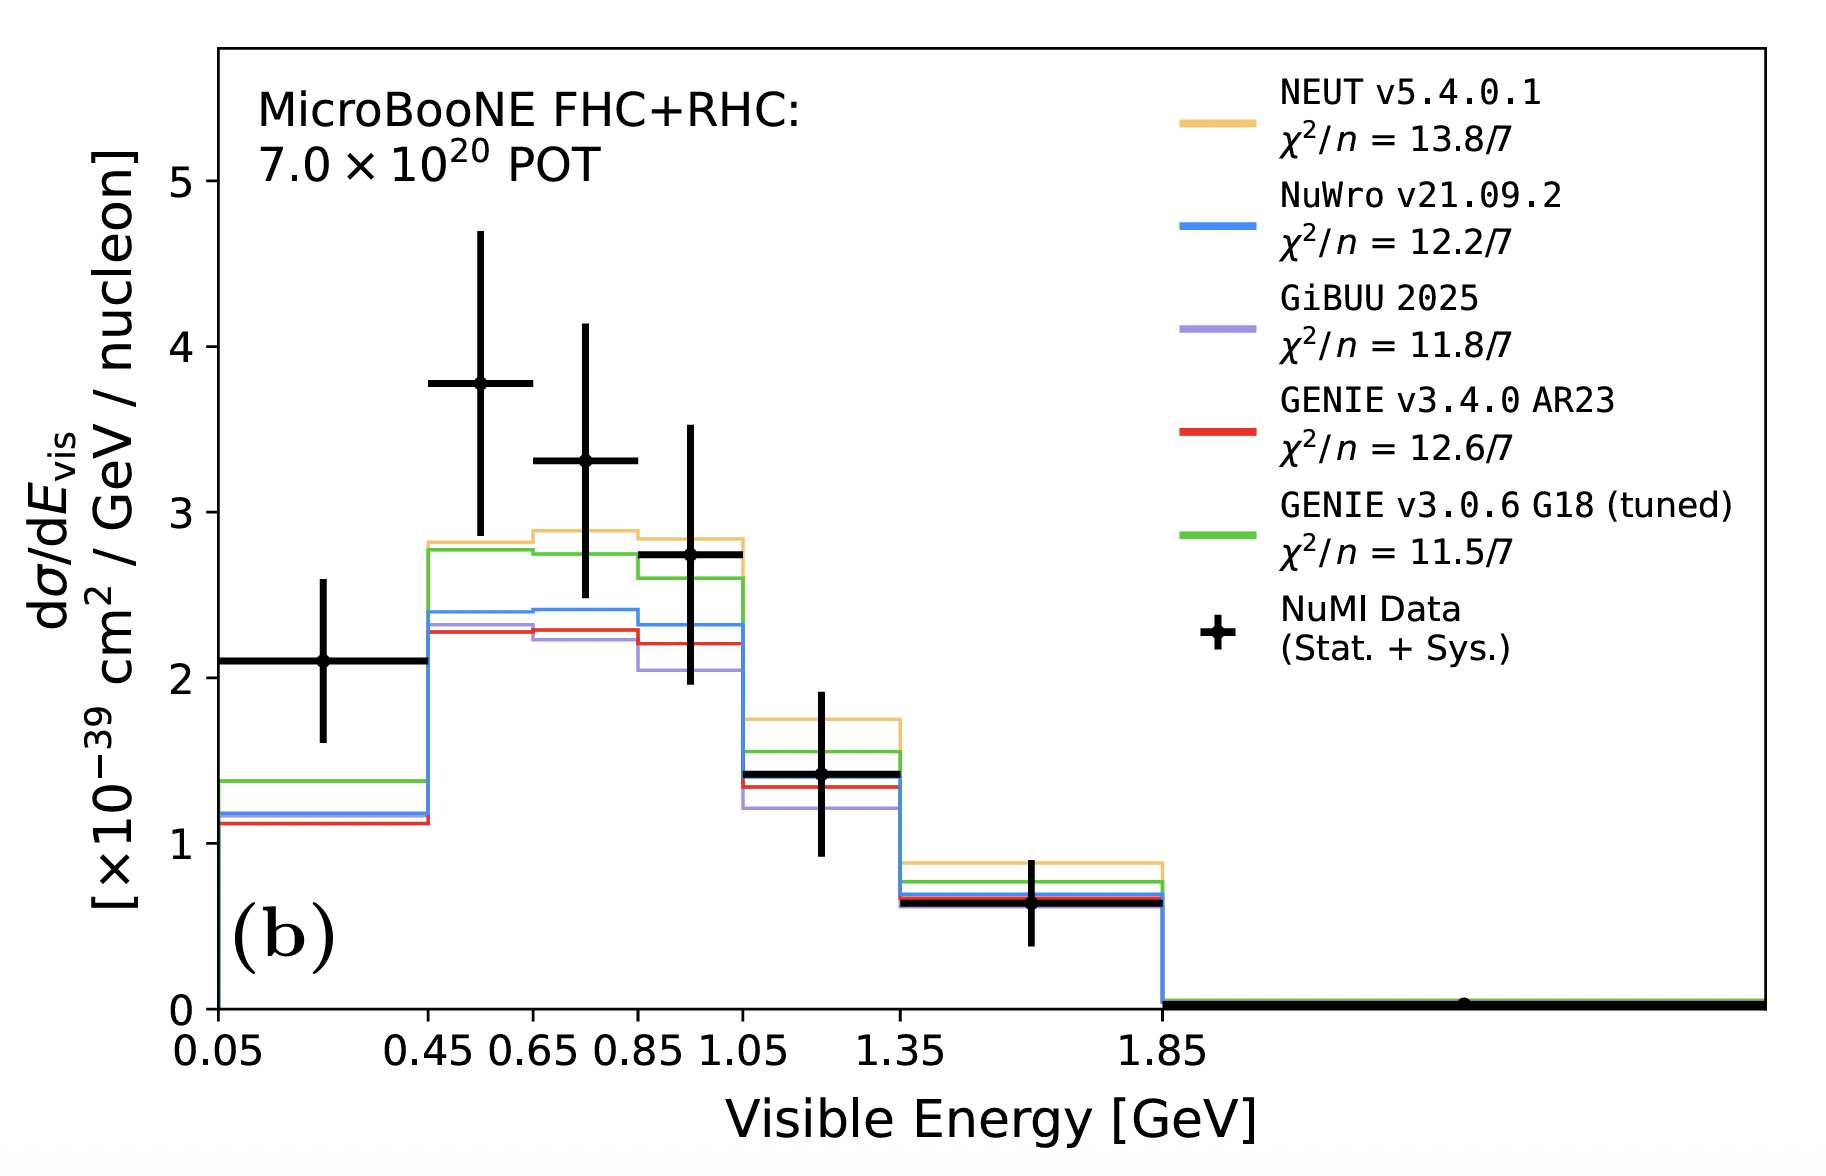 MicroBooNE FHC+RHC:
7.0 × 10²⁰ POT
NEUT v5.4.0.1
χ²/n = 13.8/7
NuWro v21.09.2
χ²/n = 12.2/7
GiBUU 2025
χ²/n = 11.8/7
GENIE v3.4.0 AR23
χ²/n = 12.6/7
GENIE v3.0.6 G18 (tuned)
χ²/n = 11.5/7
NuMI Data
(Stat. + Sys.)
dσ/dE_vis
[×10⁻³⁹ cm² / GeV / nucleon]
5
4
3
2
1
0
(b)
0.05 0.45 0.65 0.85 1.05 1.35 1.85
Visible Energy [GeV]